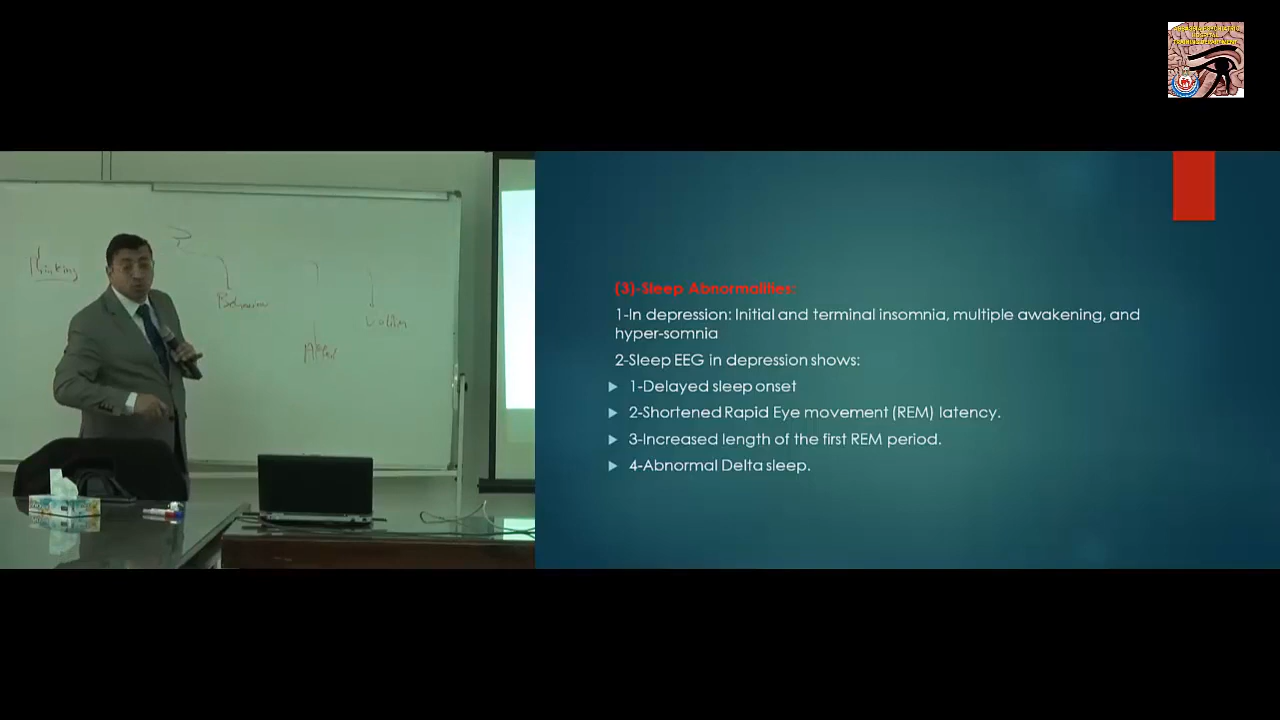 Thinking
(3)-Sleep Abnormalities:
1-In depression: Initial and terminal insomnia, multiple awakening, and
hyper-somnia
2-Sleep EEG in depression shows:
1-Delayed sleep onset
2-Shortened Rapid Eye movement (REM) latency.
3-Increased length of the first REM period.
4-Abnormal Delta sleep.